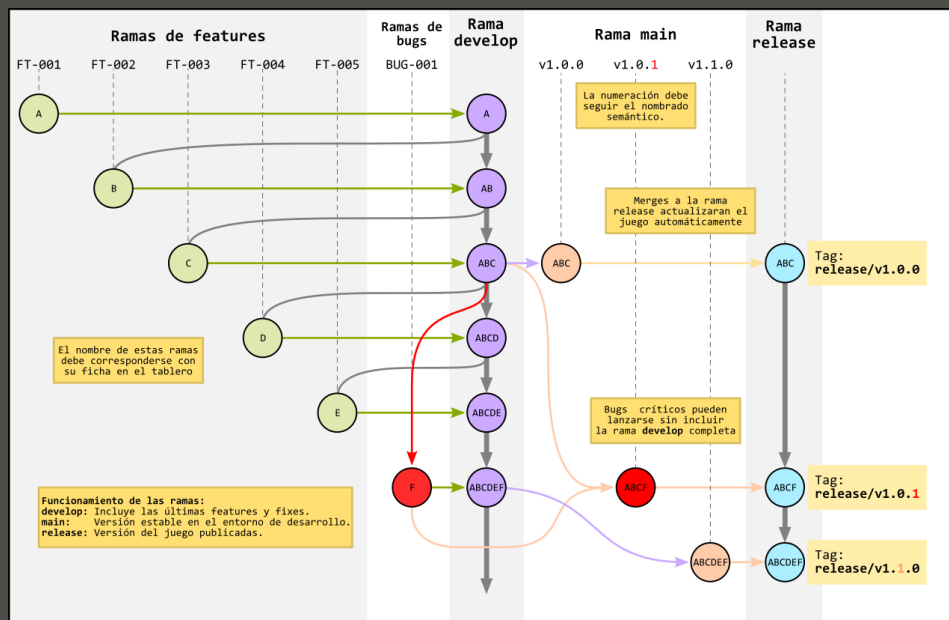 Ramas de features
Ramas de
bugs
Rama
develop
Rama main
Rama
release
FT-001
FT-002
FT-003
FT-004
FT-005
BUG-001
v1.0.0
v1.0.1
v1.1.0
La numeración debe
seguir el nombrado
semántico.
A
A
B
AB
Merges a la rama
release actualizaran el
juego automáticamente
C
ABC
ABC
ABC
Tag:
release/v1.0.0
D
ABCD
El nombre de estas ramas
debe corresponderse con
su ficha en el tablero
E
ABCDE
Bugs críticos pueden
lanzarse sin incluir
la rama develop completa
F
ABCDEF
ABCF
ABCF
Tag:
release/v1.0.1
Funcionamiento de las ramas:
develop: Incluye las últimas features y fixes.
main: Versión estable en el entorno de desarrollo.
release: Versión del juego publicadas.
ABCDEF
ABCDEF
Tag:
release/v1.1.0